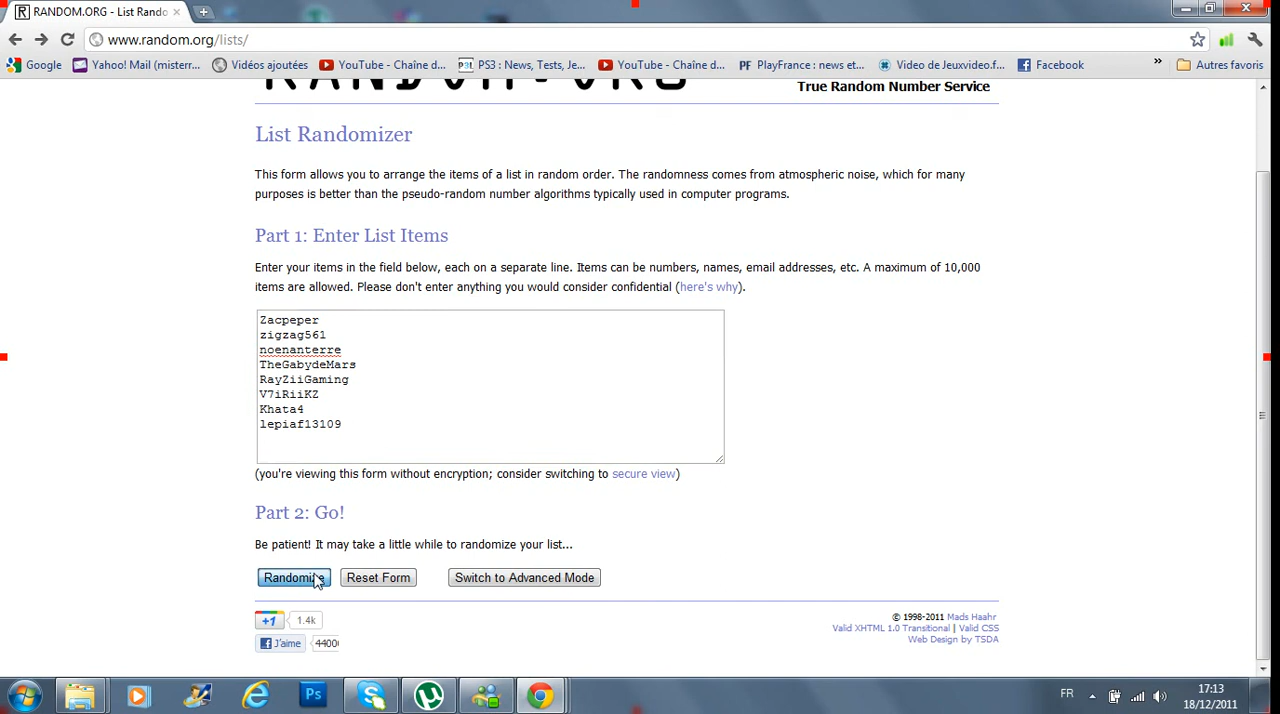 RANDOM.ORG - List Rando
www.random.org/lists/
Google
Yahoo! Mail (misterr...
Vidéos ajoutées
YouTube - Chaîne d...
PS3 : News, Tests, Je...
YouTube - Chaîne d...
PlayFrance : news et...
Video de Jeuxvideo.f...
Facebook
»
Autres favoris
RANDOM.ORG
True Random Number Service
List Randomizer
This form allows you to arrange the items of a list in random order. The randomness comes from atmospheric noise, which for many
purposes is better than the pseudo-random number algorithms typically used in computer programs.
Part 1: Enter List Items
Enter your items in the field below, each on a separate line. Items can be numbers, names, email addresses, etc. A maximum of 10,000
items are allowed. Please don't enter anything you would consider confidential (here's why).
Zacpeper
zigzag561
noenanterre
TheGabydeMars
RayZiiGaming
V7iRiiKZ
Khata4
lepiaf13109
(you're viewing this form without encryption; consider switching to secure view)
Part 2: Go!
Be patient! It may take a little while to randomize your list...
Randomize
Reset Form
Switch to Advanced Mode
+1
1.4k
J'aime
4400
© 1998-2011 Mads Haahr
Valid XHTML 1.0 Transitional | Valid CSS
Web Design by TSDA
Ps
FR
17:13
18/12/2011